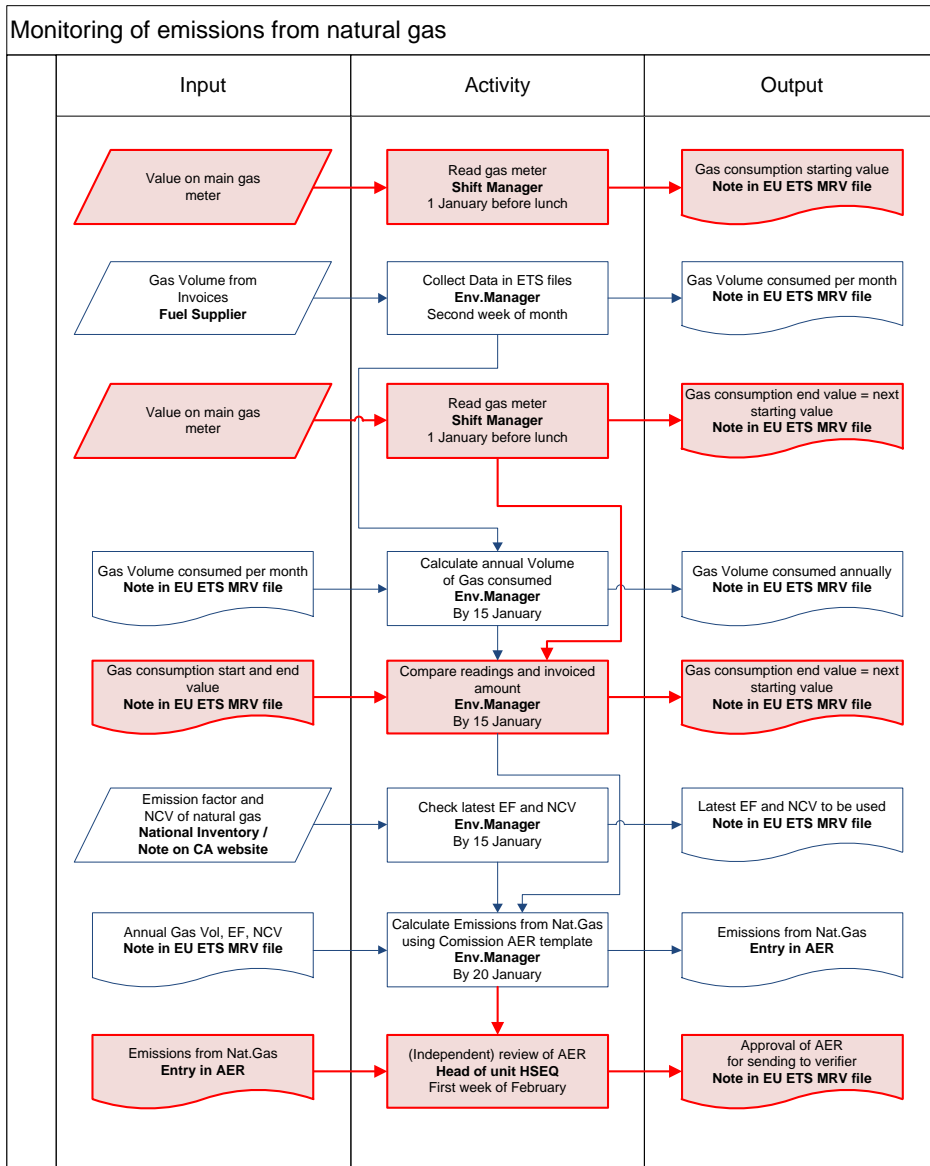 Monitoring of emissions from natural gas
Input
Activity
Output
Value on main gas
meter
Read gas meter
Shift Manager
1 January before lunch
Gas consumption starting value
Note in EU ETS MRV file
Gas Volume from
Invoices
Fuel Supplier
Collect Data in ETS files
Env.Manager
Second week of month
Gas Volume consumed per month
Note in EU ETS MRV file
Value on main gas
meter
Read gas meter
Shift Manager
1 January before lunch
Gas consumption end value = next
starting value
Note in EU ETS MRV file
Gas Volume consumed per month
Note in EU ETS MRV file
Calculate annual Volume
of Gas consumed
Env.Manager
By 15 January
Gas Volume consumed annually
Note in EU ETS MRV file
Gas consumption start and end
value
Note in EU ETS MRV file
Compare readings and invoiced
amount
Env.Manager
By 15 January
Gas consumption end value = next
starting value
Note in EU ETS MRV file
Emission factor and
NCV of natural gas
National Inventory /
Note on CA website
Check latest EF and NCV
Env.Manager
By 15 January
Latest EF and NCV to be used
Note in EU ETS MRV file
Annual Gas Vol, EF, NCV
Note in EU ETS MRV file
Calculate Emissions from Nat.Gas
using Comission AER template
Env.Manager
By 20 January
Emissions from Nat.Gas
Entry in AER
Emissions from Nat.Gas
Entry in AER
(Independent) review of AER
Head of unit HSEQ
First week of February
Approval of AER
for sending to verifier
Note in EU ETS MRV file